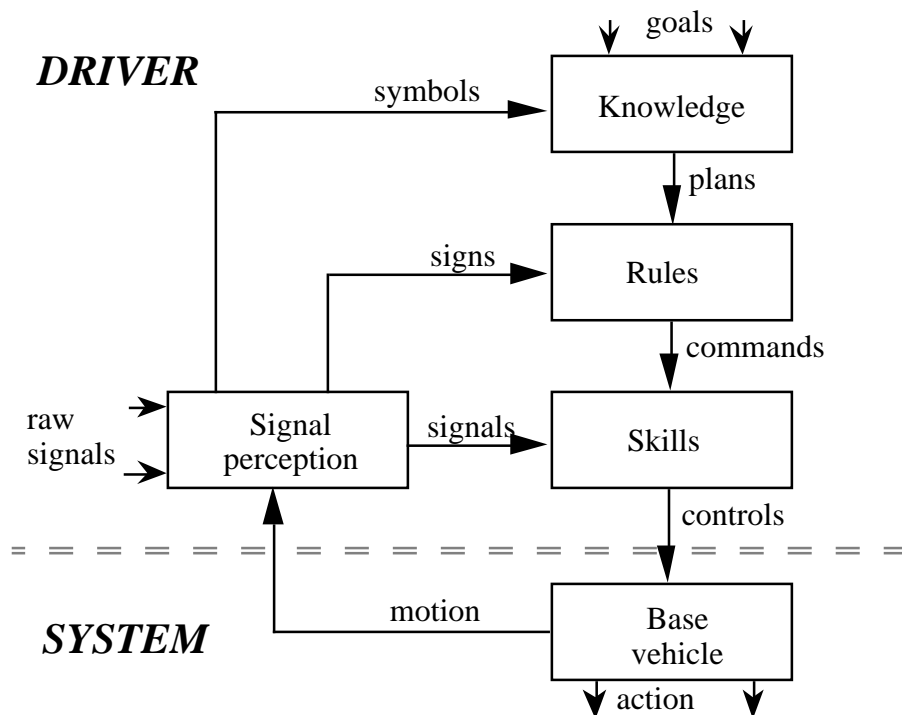 goals
DRIVER
symbols
Knowledge
plans
signs
Rules
commands
raw
signals
Signal
perception
signals
Skills
controls
motion
Base
vehicle
SYSTEM
action